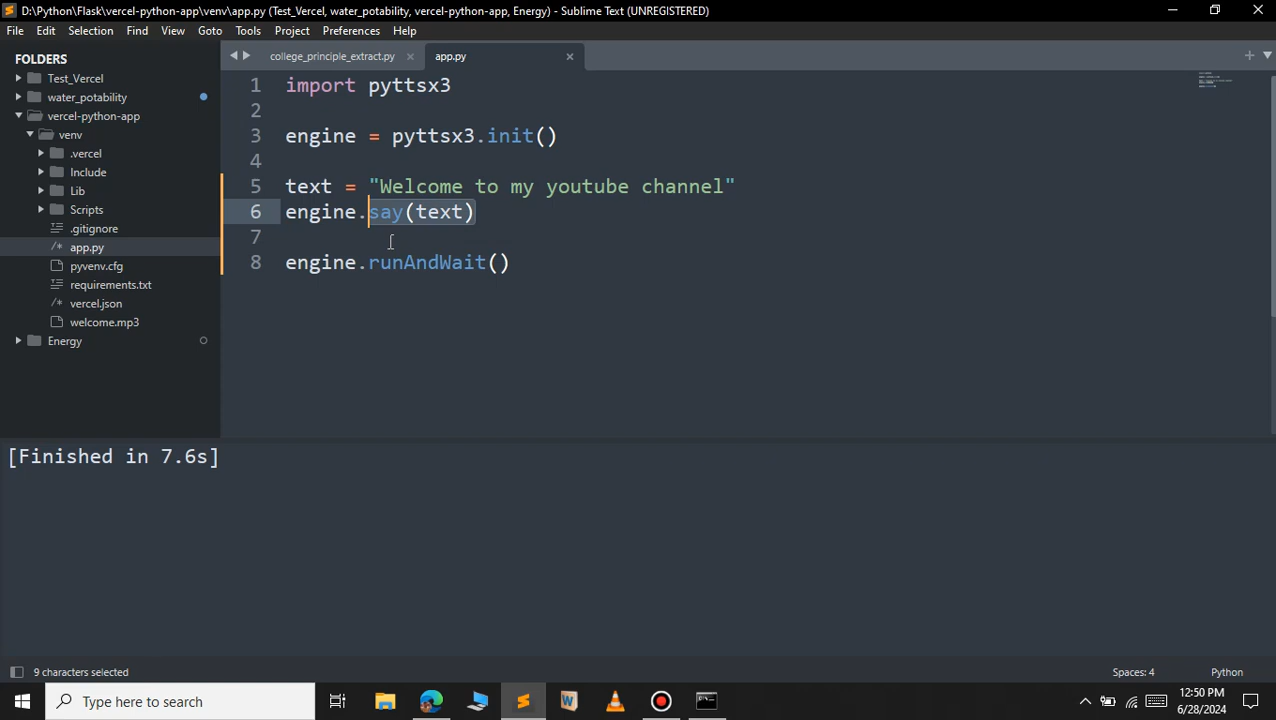 D:\Python\Flask\vercel-python-app\venv\app.py (Test_Vercel, water_potability, vercel-python-app, Energy) - Sublime Text (UNREGISTERED)
File Edit Selection Find View Goto Tools Project Preferences Help
FOLDERS
Test_Vercel
water_potability
vercel-python-app
venv
.vercel
Include
Lib
Scripts
.gitignore
/* app.py
pyvenv.cfg
requirements.txt
/* vercel.json
welcome.mp3
Energy
college_principle_extract.py app.py
1 import pyttsx3
2
3 engine = pyttsx3.init()
4
5 text = "Welcome to my youtube channel"
6 engine.say(text)
7
8 engine.runAndWait()
[Finished in 7.6s]
9 characters selected Spaces: 4 Python
Type here to search
12:50 PM
6/28/2024